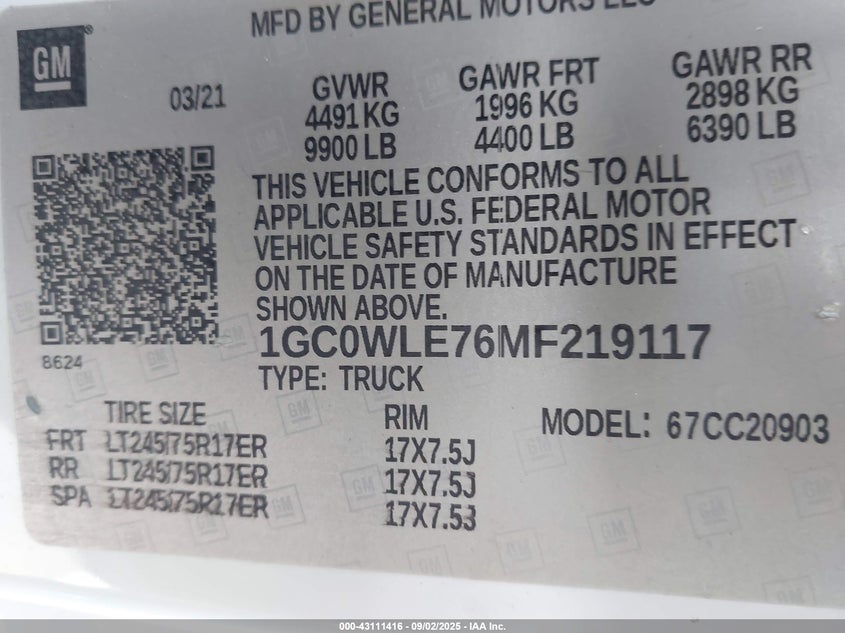 MFD BY GENERAL MOTORS LLC
GM
®
03/21
GVWR
4491 KG
9900 LB
GAWR FRT
1996 KG
4400 LB
GAWR RR
2898 KG
6390 LB
THIS VEHICLE CONFORMS TO ALL
APPLICABLE U.S. FEDERAL MOTOR
VEHICLE SAFETY STANDARDS IN EFFECT
ON THE DATE OF MANUFACTURE
SHOWN ABOVE.
8624
1GC0WLE76MF219117
TYPE: TRUCK
TIRE SIZE
RIM
MODEL: 67CC20903
FRT LT245/75R17ER 17X7.5J
RR LT245/75R17ER 17X7.5J
SPA LT245/75R17ER 17X7.5J
000-43111416 - 09/02/2025 - IAA Inc.